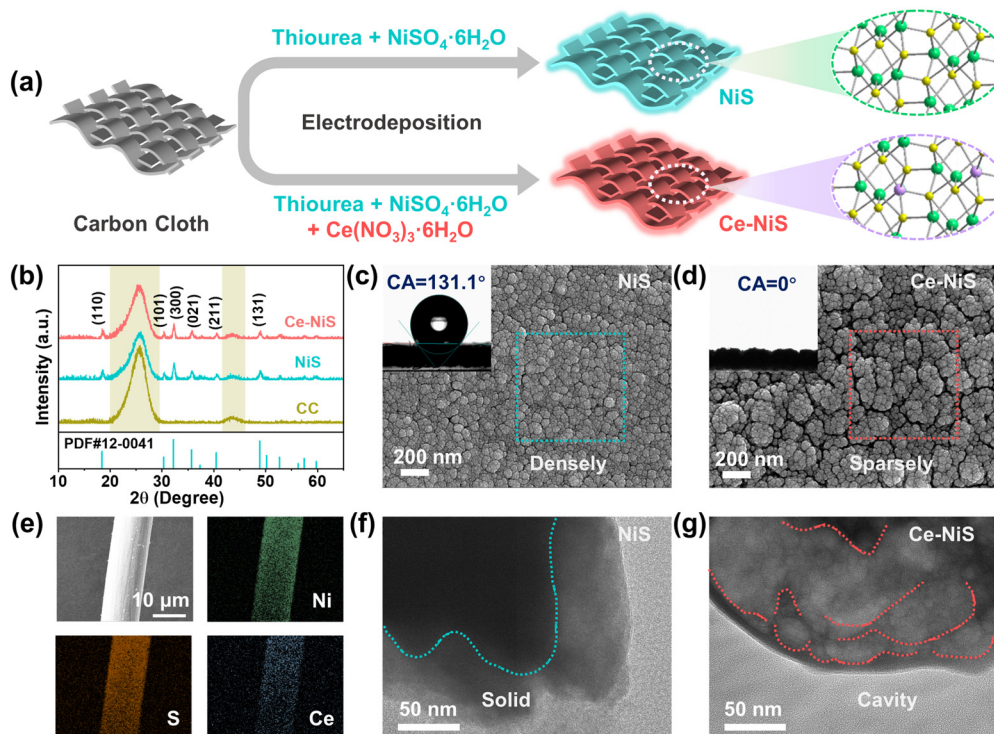 (a)
Thiourea + NiSO₄·6H₂O
NiS
Carbon Cloth
Electrodeposition
Thiourea + NiSO₄·6H₂O
+ Ce(NO₃)₃·6H₂O
Ce-NiS
(b)
Intensity (a.u.)
(110)
(101)
(300)
(021)
(211)
(131)
Ce-NiS
NiS
CC
PDF#12-0041
10 20 30 40 50 60
2θ (Degree)
(c)
CA=131.1°
NiS
200 nm
Densely
(d)
CA=0°
Ce-NiS
200 nm
Sparsely
(e)
10 µm
Ni
S
Ce
(f)
NiS
Solid
50 nm
(g)
Ce-NiS
Cavity
50 nm